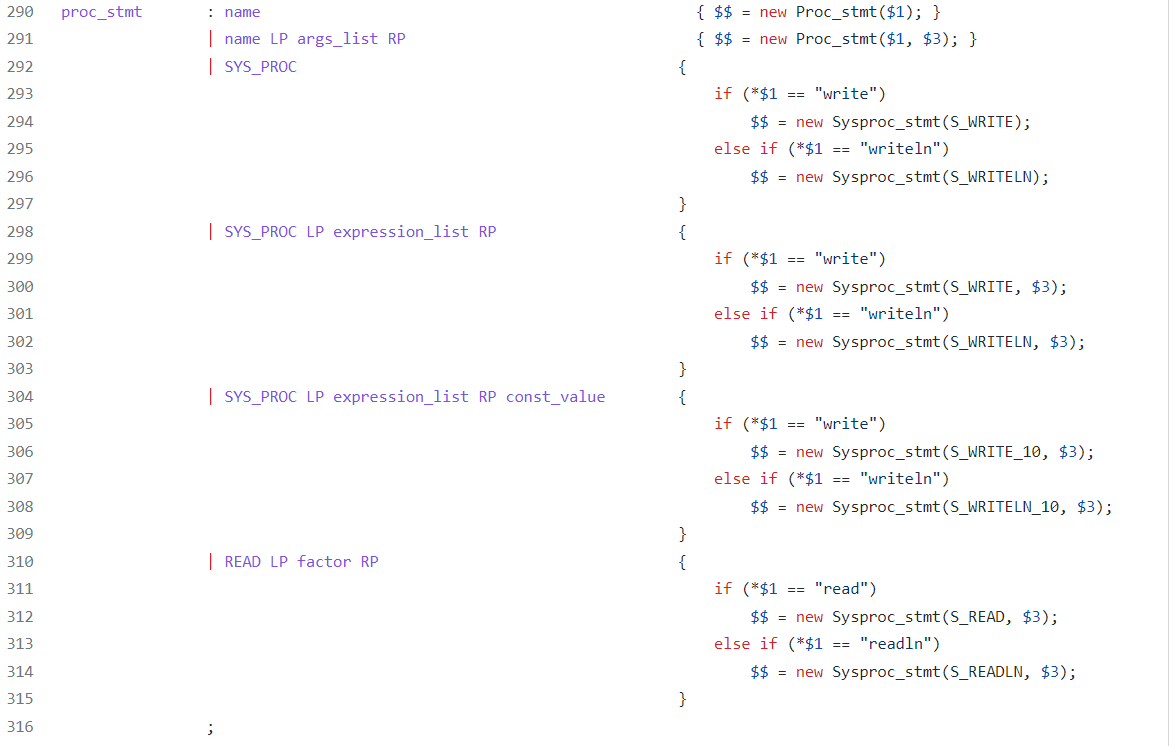 290 proc_stmt : name { $$ = new Proc_stmt($1); }
291 | name LP args_list RP { $$ = new Proc_stmt($1, $3); }
292 | SYS_PROC {
293 if (*$1 == "write")
294 $$ = new Sysproc_stmt(S_WRITE);
295 else if (*$1 == "writeln")
296 $$ = new Sysproc_stmt(S_WRITELN);
297 }
298 | SYS_PROC LP expression_list RP {
299 if (*$1 == "write")
300 $$ = new Sysproc_stmt(S_WRITE, $3);
301 else if (*$1 == "writeln")
302 $$ = new Sysproc_stmt(S_WRITELN, $3);
303 }
304 | SYS_PROC LP expression_list RP const_value {
305 if (*$1 == "write")
306 $$ = new Sysproc_stmt(S_WRITE_10, $3);
307 else if (*$1 == "writeln")
308 $$ = new Sysproc_stmt(S_WRITELN_10, $3);
309 }
310 | READ LP factor RP {
311 if (*$1 == "read")
312 $$ = new Sysproc_stmt(S_READ, $3);
313 else if (*$1 == "readln")
314 $$ = new Sysproc_stmt(S_READLN, $3);
315 }
316 ;